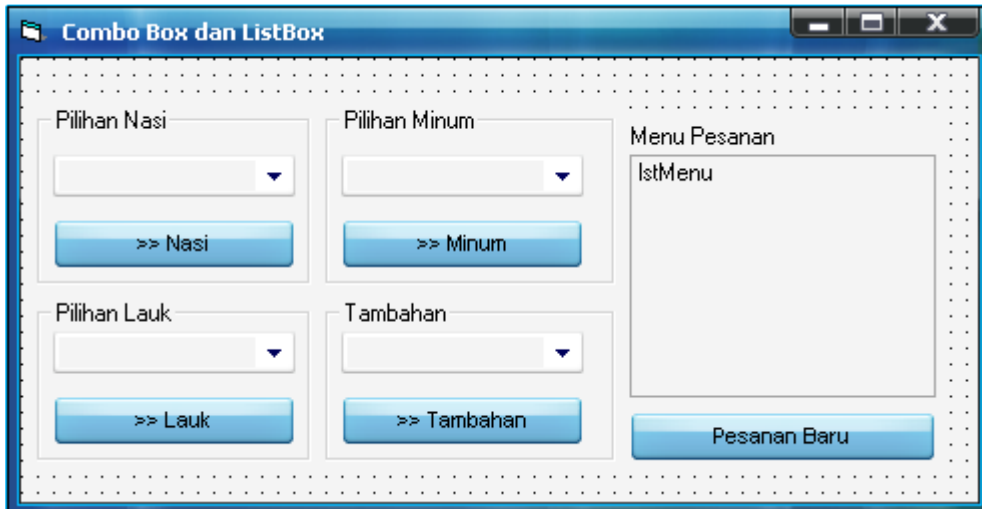 Combo Box dan ListBox
Pilihan Nasi
>> Nasi
Pilihan Minum
>> Minum
Pilihan Lauk
>> Lauk
Tambahan
>> Tambahan
Menu Pesanan
lstMenu
Pesanan Baru